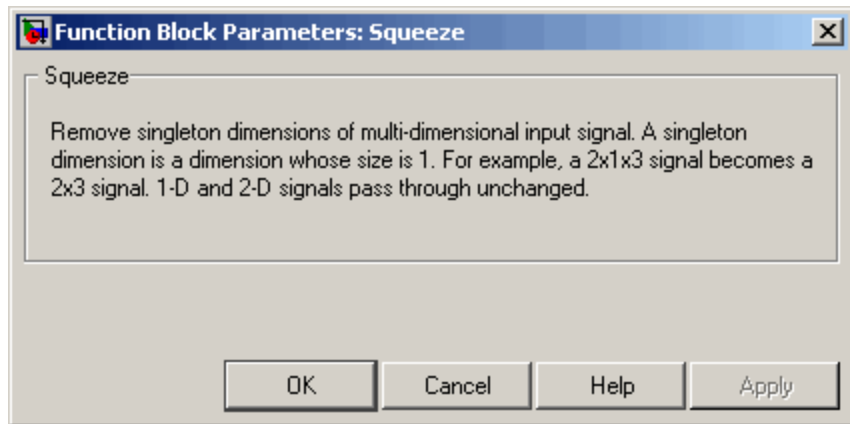 Function Block Parameters: Squeeze
Squeeze
Remove singleton dimensions of multi-dimensional input signal. A singleton
dimension is a dimension whose size is 1. For example, a 2x1x3 signal becomes a
2x3 signal. 1-D and 2-D signals pass through unchanged.
OK Cancel Help Apply